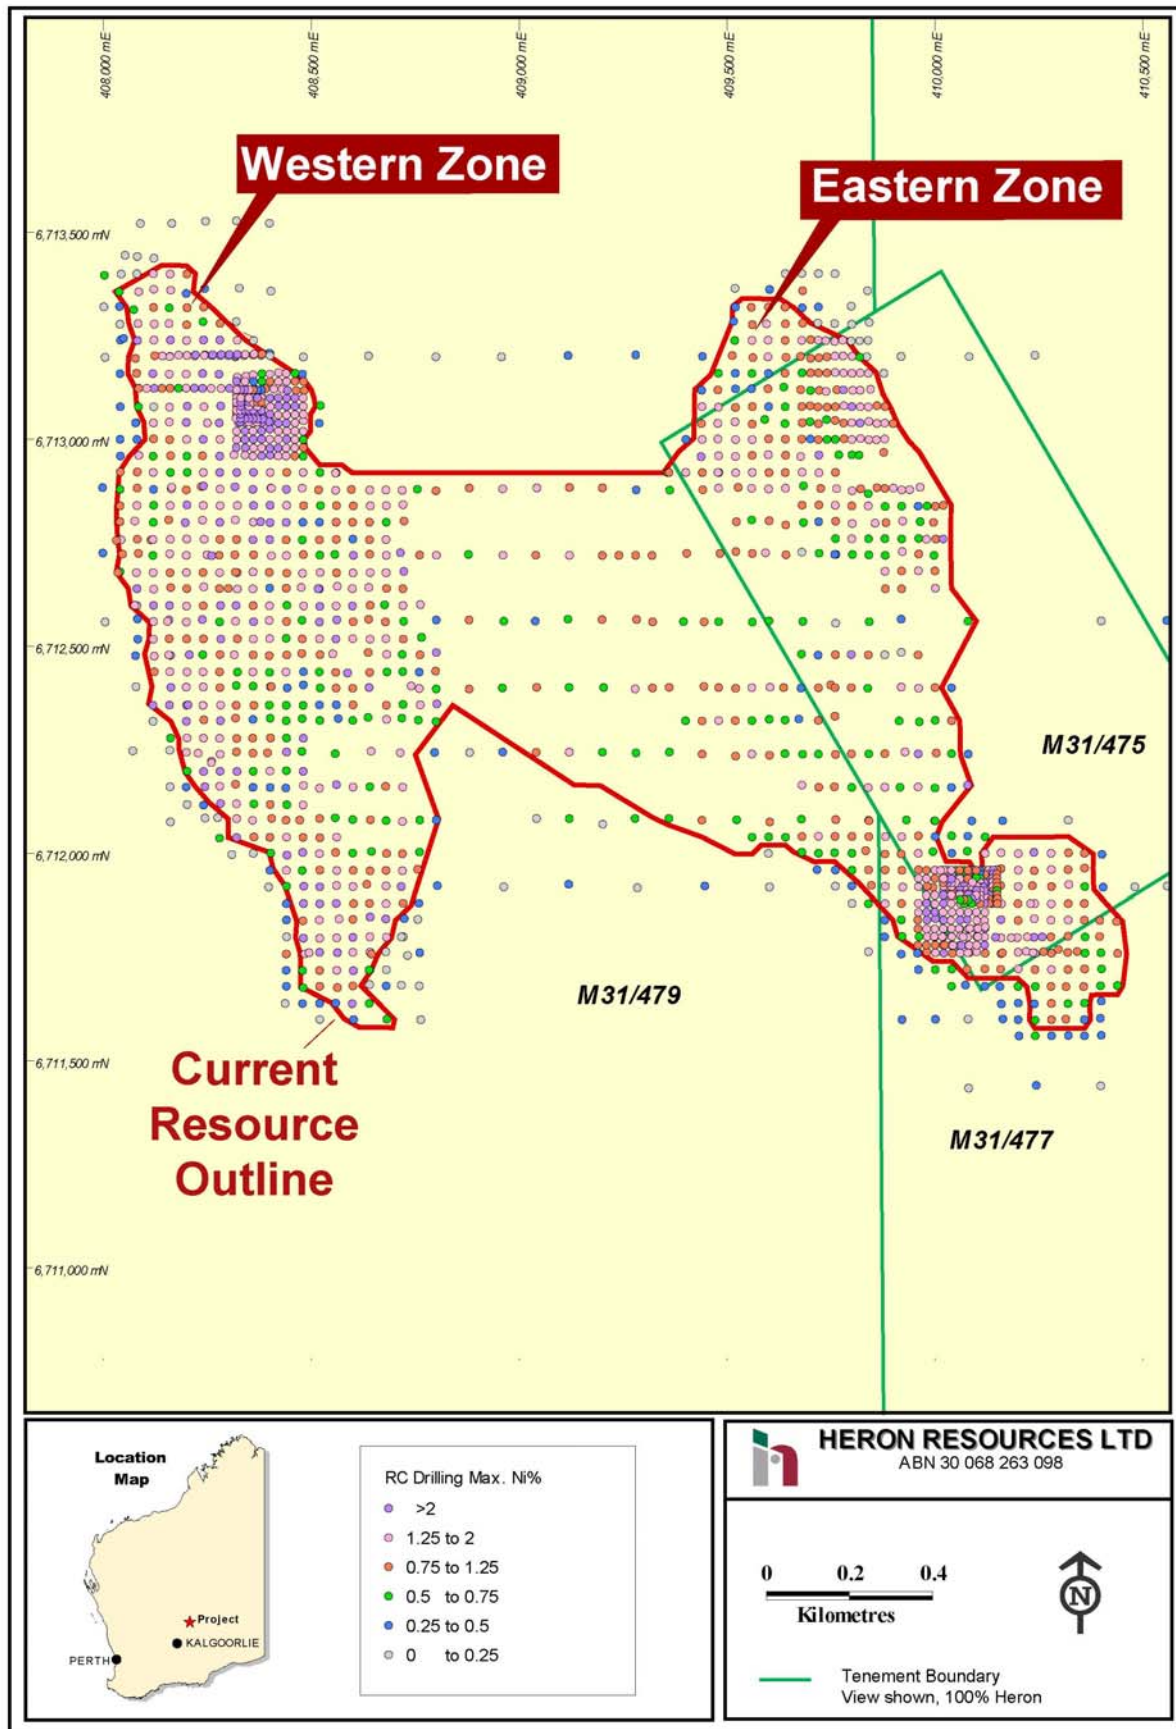 408,000 mE
408,500 mE
409,000 mE
409,500 mE
410,000 mE
410,500 mE
Western Zone
Eastern Zone
6,713,500 mN
6,713,000 mN
6,712,500 mN
M31/475
6,712,000 mN
M31/479
6,711,500 mN
Current
Resource
Outline
M31/477
6,711,000 mN
Location
Map
Project
KALGOORLIE
PERTH
RC Drilling Max. Ni%
>2
1.25 to 2
0.75 to 1.25
0.5 to 0.75
0.25 to 0.5
0 to 0.25
HERON RESOURCES LTD
ABN 30 068 263 098
0 0.2 0.4
Kilometres
N
Tenement Boundary
View shown, 100% Heron